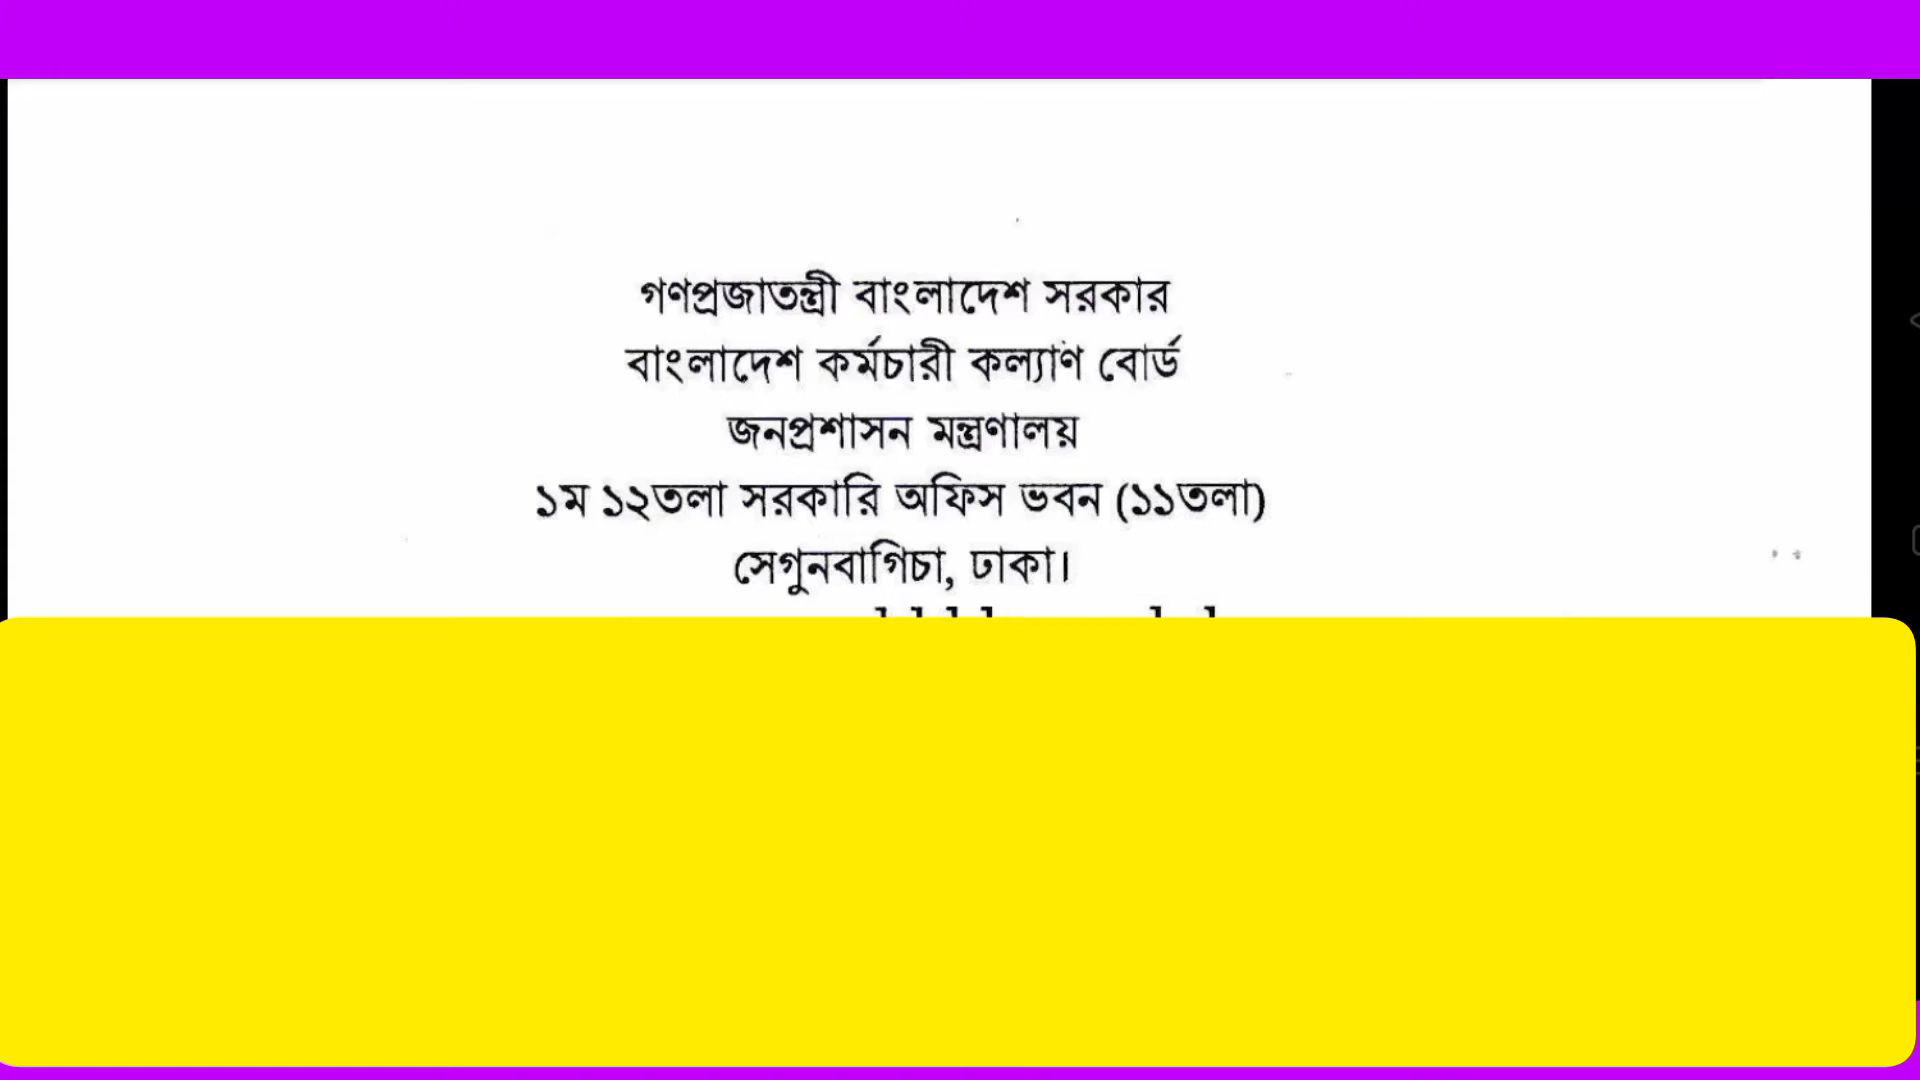 গণপ্রজাতন্ত্রী বাংলাদেশ সরকার
বাংলাদেশ কর্মচারী কল্যাণ বোর্ড
জনপ্রশাসন মন্ত্রণালয়
১ম ১২তলা সরকারি অফিস ভবন (১১তলা)
সেগুনবাগিচা, ঢাকা।